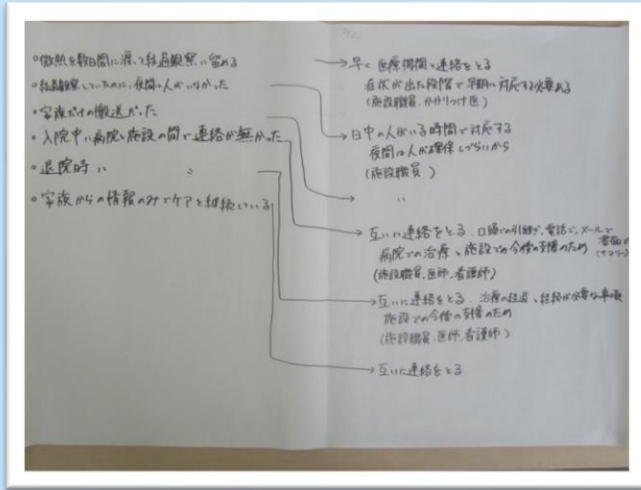 ・微熱を数日間に渡って経過観察に留める
・経過観察していたのに、夜間は人がいなかった
・家族だけの搬送だった
・入院中に病院と施設の間で連絡が無かった
・退院時に 〃
・家族からの情報のみでケアを継続している
→早く医療機関と連絡をとる
症状が出た段階で早期に対応する必要ある
(施設職員、かかりつけ医)
→日中の人がいる時間で対応する
夜間は人が確保しづらいから
(施設職員)
→ 〃
→互いに連絡をとる、口頭での引継ぎ、電話で、メールで
書面で
(サマリー)
病院での治療、施設での今後の支援のため
(施設職員、医師、看護師)
→互いに連絡をとる、治療の経過、継続が必要な事項
施設での今後の支援のため
(施設職員、医師、看護師)
→互いに連絡をとる